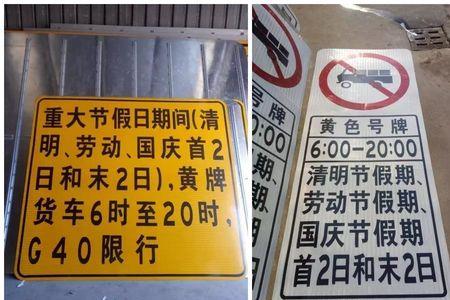 重大节假日期间(清
明、劳动、国庆首2
日和末2日),黄牌
货车6时至20时,
G40限行
号牌
0:00
假期、
假期、
黄色号牌
6:00—20:00
清明节假期、
劳动节假期、
国庆节假期
首2日和末2日